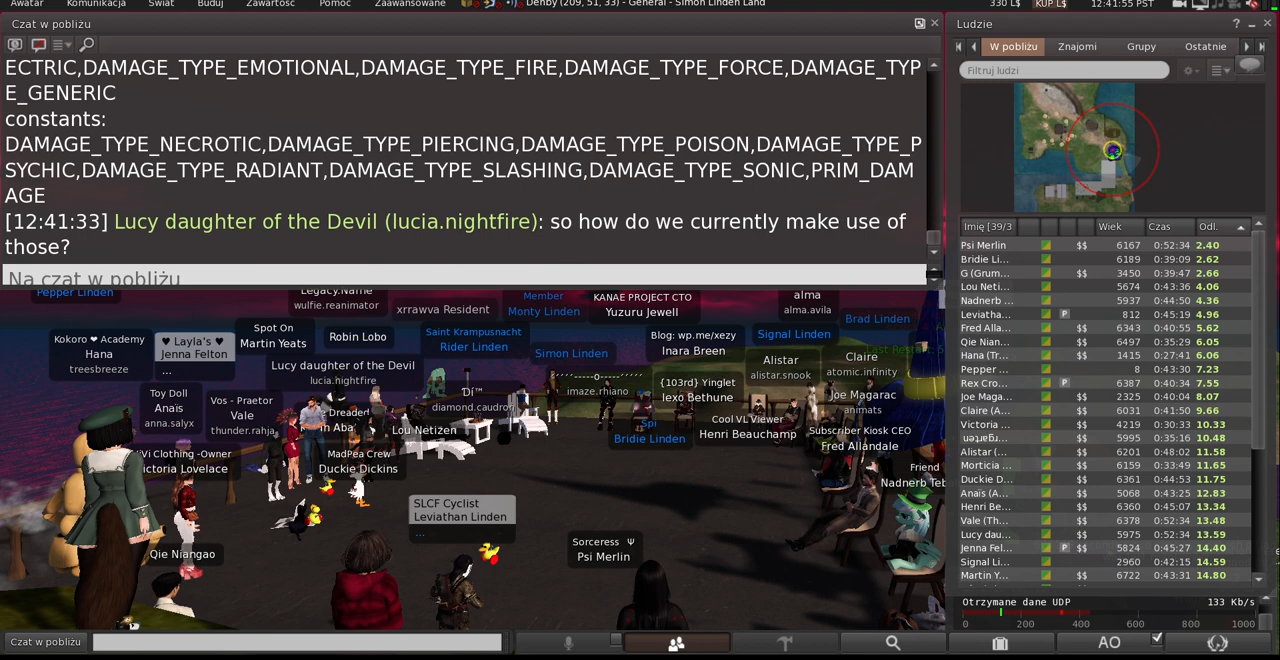 Awatar Komunikacja Świat Buduj Zawartość Pomoc Zaawansowane Denby (209, 51, 33) - General - Simon Linden Land 330 L$ KUP L$ 12:41:55 PST
Czat w pobliżu
ECTRIC,DAMAGE_TYPE_EMOTIONAL,DAMAGE_TYPE_FIRE,DAMAGE_TYPE_FORCE,DAMAGE_TYP
E_GENERIC
constants:
DAMAGE_TYPE_NECROTIC,DAMAGE_TYPE_PIERCING,DAMAGE_TYPE_POISON,DAMAGE_TYPE_P
SYCHIC,DAMAGE_TYPE_RADIANT,DAMAGE_TYPE_SLASHING,DAMAGE_TYPE_SONIC,PRIM_DAM
AGE
[12:41:33] Lucy daughter of the Devil (lucia.nightfire): so how do we currently make use of
those?
Na czat w pobliżu
Pepper Linden
Legacy.Name
wulfie.reanimator
xrrawva Resident
Member
Monty Linden
KANAE PROJECT CTO
Yuzuru Jewell
alma
alma.avila
Brad Linden
Kokoro ❤ Academy
Hana
treesbreeze
♥ Layla's ♥
Jenna Felton
...
Spot On
Martin Yeats
Robin Lobo
Saint Krampusnacht
Rider Linden
Simon Linden
Blog: wp.me/xezy
Inara Breen
Signal Linden
Last Restart: 5
Lucy daughter of the Devil
lucia.nightfire
imaze.rhiano
Alistar
alistar.snook
Claire
atomic.infinity
Toy Doll
Anaïs
anna.salyx
Vos - Praetor
Vale
thunder.rahja
Dreaded
Aba
Dí™
diamond.caudron
{103rd} Yinglet
Iexo Bethune
Joe Magarac
animats
Lou Netizen
Spi
Bridie Linden
Cool VL Viewer
Henri Beauchamp
Subscriber Kiosk CEO
Fred Allandale
Vi Clothing -Owner
ictoria Lovelace
MadPea Crew
Duckie Dickins
Friend
Nadnerb Teb
SLCF Cyclist
Leviathan Linden
...
Qie Niangao
Sorceress Ψ
Psi Merlin
Czat w pobliżu
AO
Ludzie
W pobliżu Znajomi Grupy Ostatnie
Filtruj ludzi
Imię [39/3 Wiek Czas Odl.
Psi Merlin $$ 6167 0:52:34 2.40
Bridie Li... 6189 0:39:09 2.62
G (Grum... $$ 3450 0:39:47 2.66
Lou Neti... 5674 0:43:36 4.06
Nadnerb ... 5937 0:44:50 4.36
Leviatha... P 812 0:45:19 4.96
Fred Alla... $$ 6343 0:40:55 5.62
Qie Nian... $$ 6497 0:35:29 6.05
Hana (Tr... $$ 1415 0:27:41 6.06
Pepper ... 8 0:43:30 7.23
Rex Cro... P 6387 0:40:34 7.55
Joe Maga... $$ 2325 0:40:04 8.07
Claire (A... $$ 6031 0:41:50 9.66
Victoria ... $$ 4219 0:30:33 10.33
$$ 5995 0:35:16 10.48
Alistar (... $$ 6201 0:48:02 11.58
Morticia ... $$ 6159 0:33:49 11.65
Duckie D... $$ 6361 0:44:53 11.75
Anaïs (A... $$ 5068 0:43:25 12.83
Henri Be... $$ 6360 0:45:07 13.34
Vale (Th... $$ 6378 0:52:34 13.48
Lucy dau... $$ 5975 0:52:34 13.59
Jenna Fel... P $$ 5824 0:45:27 14.40
Signal Li... 2960 0:42:15 14.59
Martin Y... $$ 6722 0:43:31 14.80
Otrzymane dane UDP 133 Kb/s
0 200 400 600 800 1000